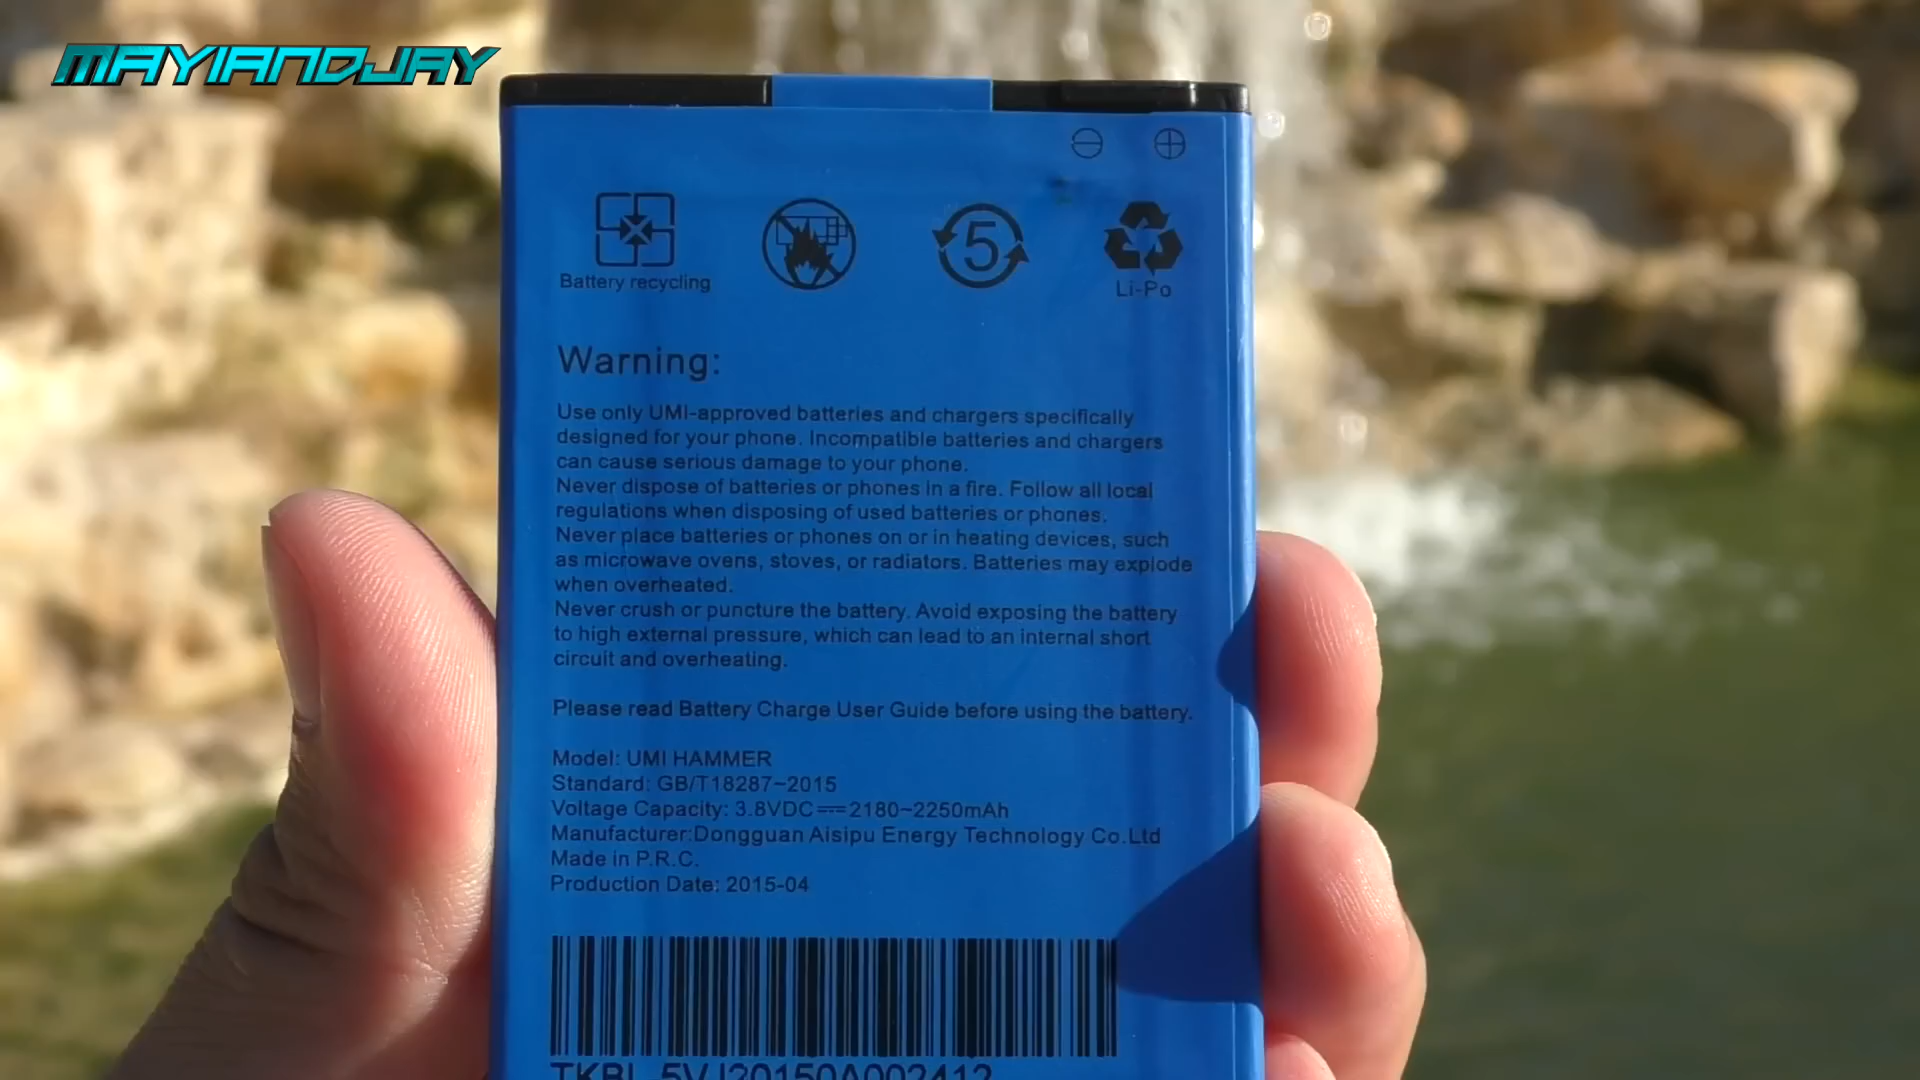 MAYIANDJAY
Battery recycling
5
Li-Po
Warning:
Use only UMI-approved batteries and chargers specifically
designed for your phone. Incompatible batteries and chargers
can cause serious damage to your phone.
Never dispose of batteries or phones in a fire. Follow all local
regulations when disposing of used batteries or phones.
Never place batteries or phones on or in heating devices, such
as microwave ovens, stoves, or radiators. Batteries may explode
when overheated.
Never crush or puncture the battery. Avoid exposing the battery
to high external pressure, which can lead to an internal short
circuit and overheating.
Please read Battery Charge User Guide before using the battery.
Model: UMI HAMMER
Standard: GB/T18287-2015
Voltage Capacity: 3.8VDC⎓2180~2250mAh
Manufacturer:Dongguan Aisipu Energy Technology Co.Ltd
Made in P.R.C.
Production Date: 2015-04